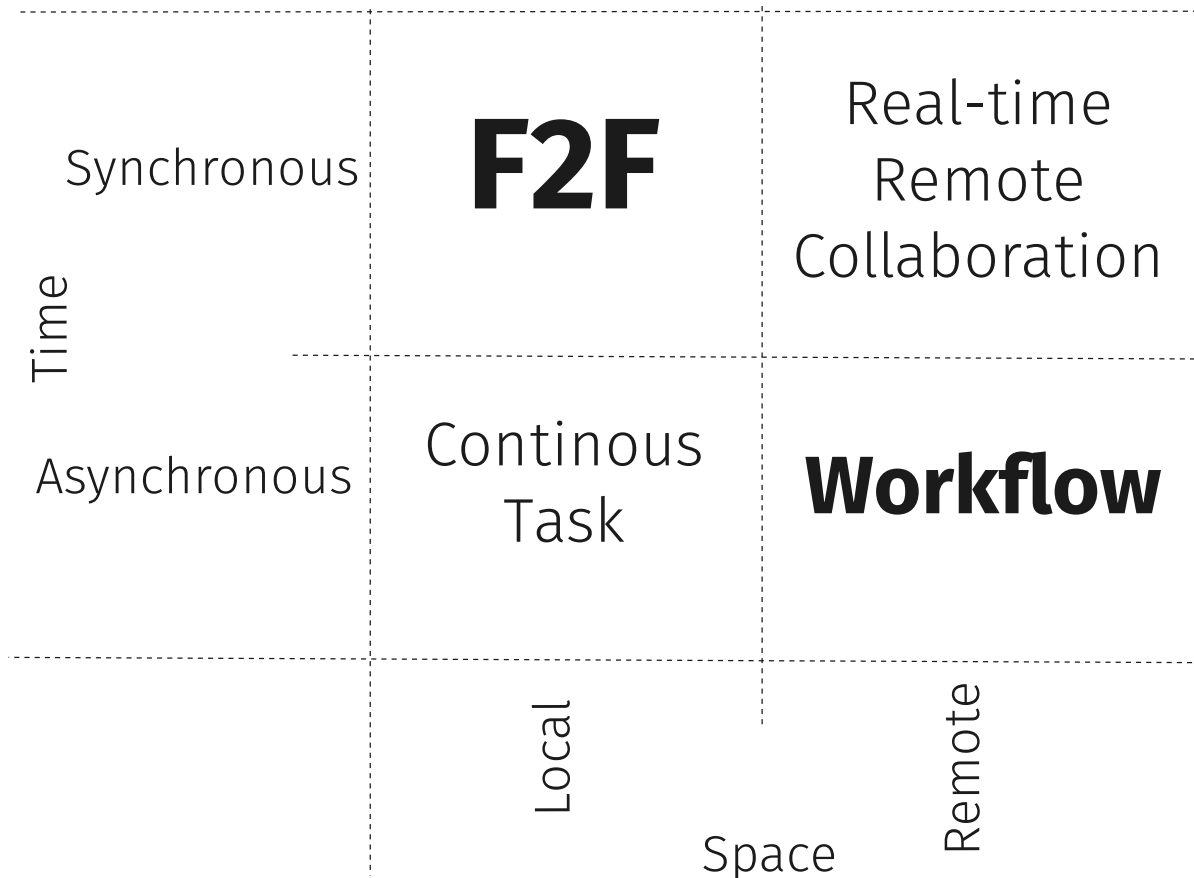 F2F
Real-time
Remote
Collaboration
Synchronous
Time
Asynchronous
Continous
Task
Workflow
Local
Remote
Space